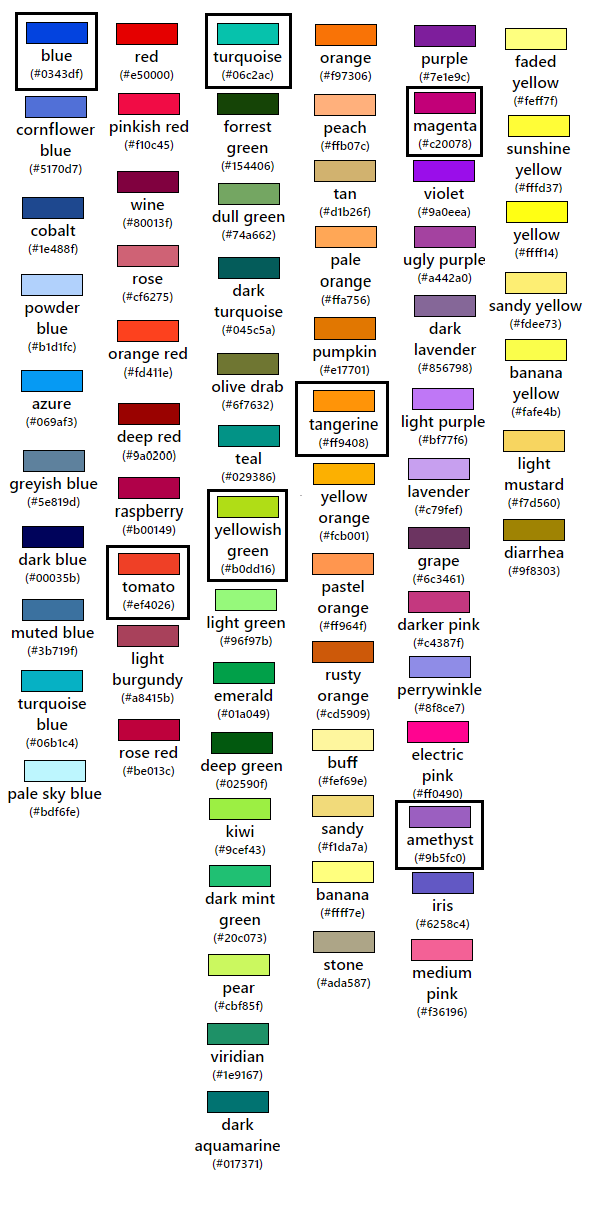 blue
(#0343df)
cornflower
blue
(#5170d7)
cobalt
(#1e488f)
powder
blue
(#b1d1fc)
azure
(#069af3)
greyish blue
(#5e819d)
dark blue
(#00035b)
muted blue
(#3b719f)
turquoise
blue
(#06b1c4)
pale sky blue
(#bdf6fe)
red
(#e50000)
pinkish red
(#f10c45)
wine
(#80013f)
rose
(#cf6275)
orange red
(#fd411e)
deep red
(#9a0200)
raspberry
(#b00149)
tomato
(#ef4026)
light
burgundy
(#a8415b)
rose red
(#be013c)
turquoise
(#06c2ac)
forrest
green
(#154406)
dull green
(#74a662)
dark
turquoise
(#045c5a)
olive drab
(#6f7632)
teal
(#029386)
yellowish
green
(#b0dd16)
light green
(#96f97b)
emerald
(#01a049)
deep green
(#02590f)
kiwi
(#9cef43)
dark mint
green
(#20c073)
pear
(#cbf85f)
viridian
(#1e9167)
dark
aquamarine
(#017371)
orange
(#f97306)
peach
(#ffb07c)
tan
(#d1b26f)
pale
orange
(#ffa756)
pumpkin
(#e17701)
tangerine
(#ff9408)
yellow
orange
(#fcb001)
pastel
orange
(#ff964f)
rusty
orange
(#cd5909)
buff
(#fef69e)
sandy
(#f1da7a)
banana
(#ffff7e)
stone
(#ada587)
purple
(#7e1e9c)
magenta
(#c20078)
violet
(#9a0eea)
ugly purple
(#a442a0)
dark
lavender
(#856798)
light purple
(#bf77f6)
lavender
(#c79fef)
grape
(#6c3461)
darker pink
(#c4387f)
perrywinkle
(#8f8ce7)
electric
pink
(#ff0490)
amethyst
(#9b5fc0)
iris
(#6258c4)
medium
pink
(#f36196)
faded
yellow
(#feff7f)
sunshine
yellow
(#fffd37)
yellow
(#ffff14)
sandy yellow
(#fdee73)
banana
yellow
(#fafe4b)
light
mustard
(#f7d560)
diarrhea
(#9f8303)